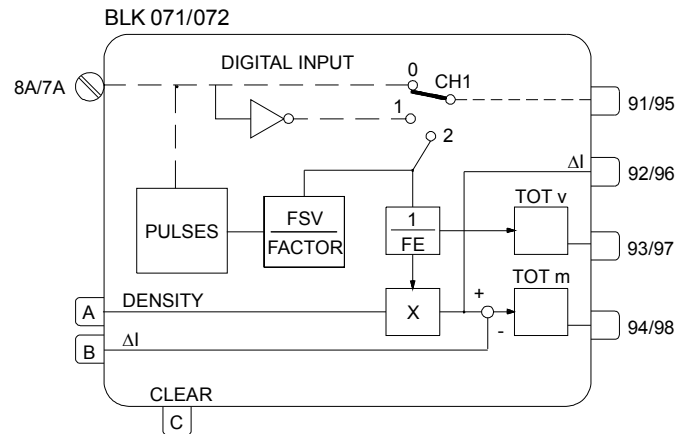 BLK 071/072
DIGITAL INPUT
0
CH1
8A/7A
91/95
1
2
ΔI
92/96
TOT v
PULSES
FSV
FACTOR
1
FE
93/97
TOT m
A
DENSITY
X
+
-
94/98
B
ΔI
CLEAR
C